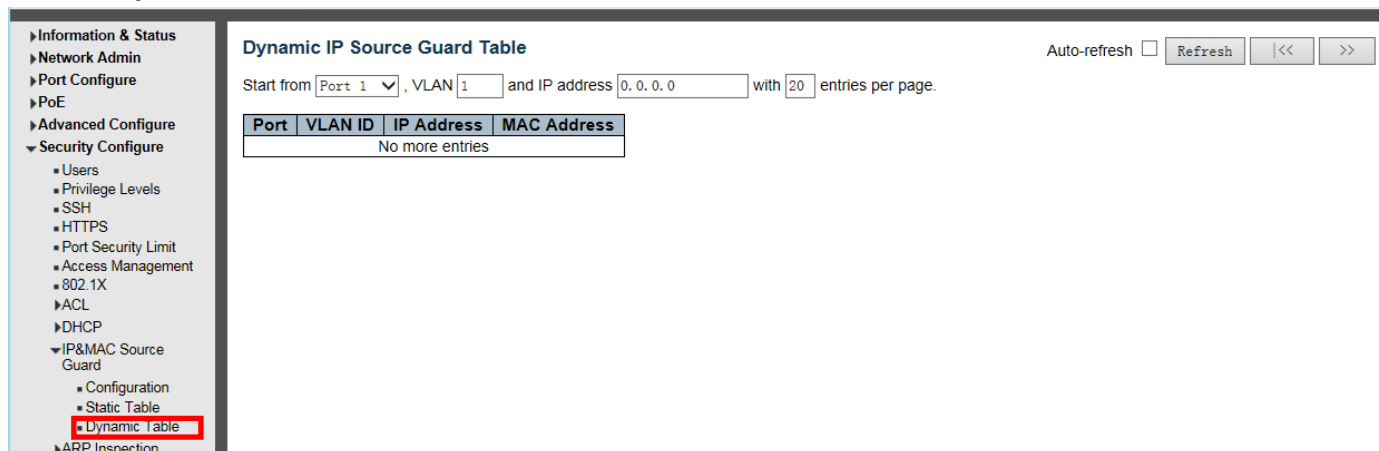 Information & Status
Network Admin
Port Configure
PoE
Advanced Configure
Security Configure
Users
Privilege Levels
SSH
HTTPS
Port Security Limit
Access Management
802.1X
ACL
DHCP
IP&MAC Source
Guard
Configuration
Static Table
Dynamic Table
ARP Inspection
Dynamic IP Source Guard Table
Auto-refresh Refresh |<< >>
Start from Port 1 , VLAN 1 and IP address 0.0.0.0 with 20 entries per page.
Port VLAN ID IP Address MAC Address
No more entries